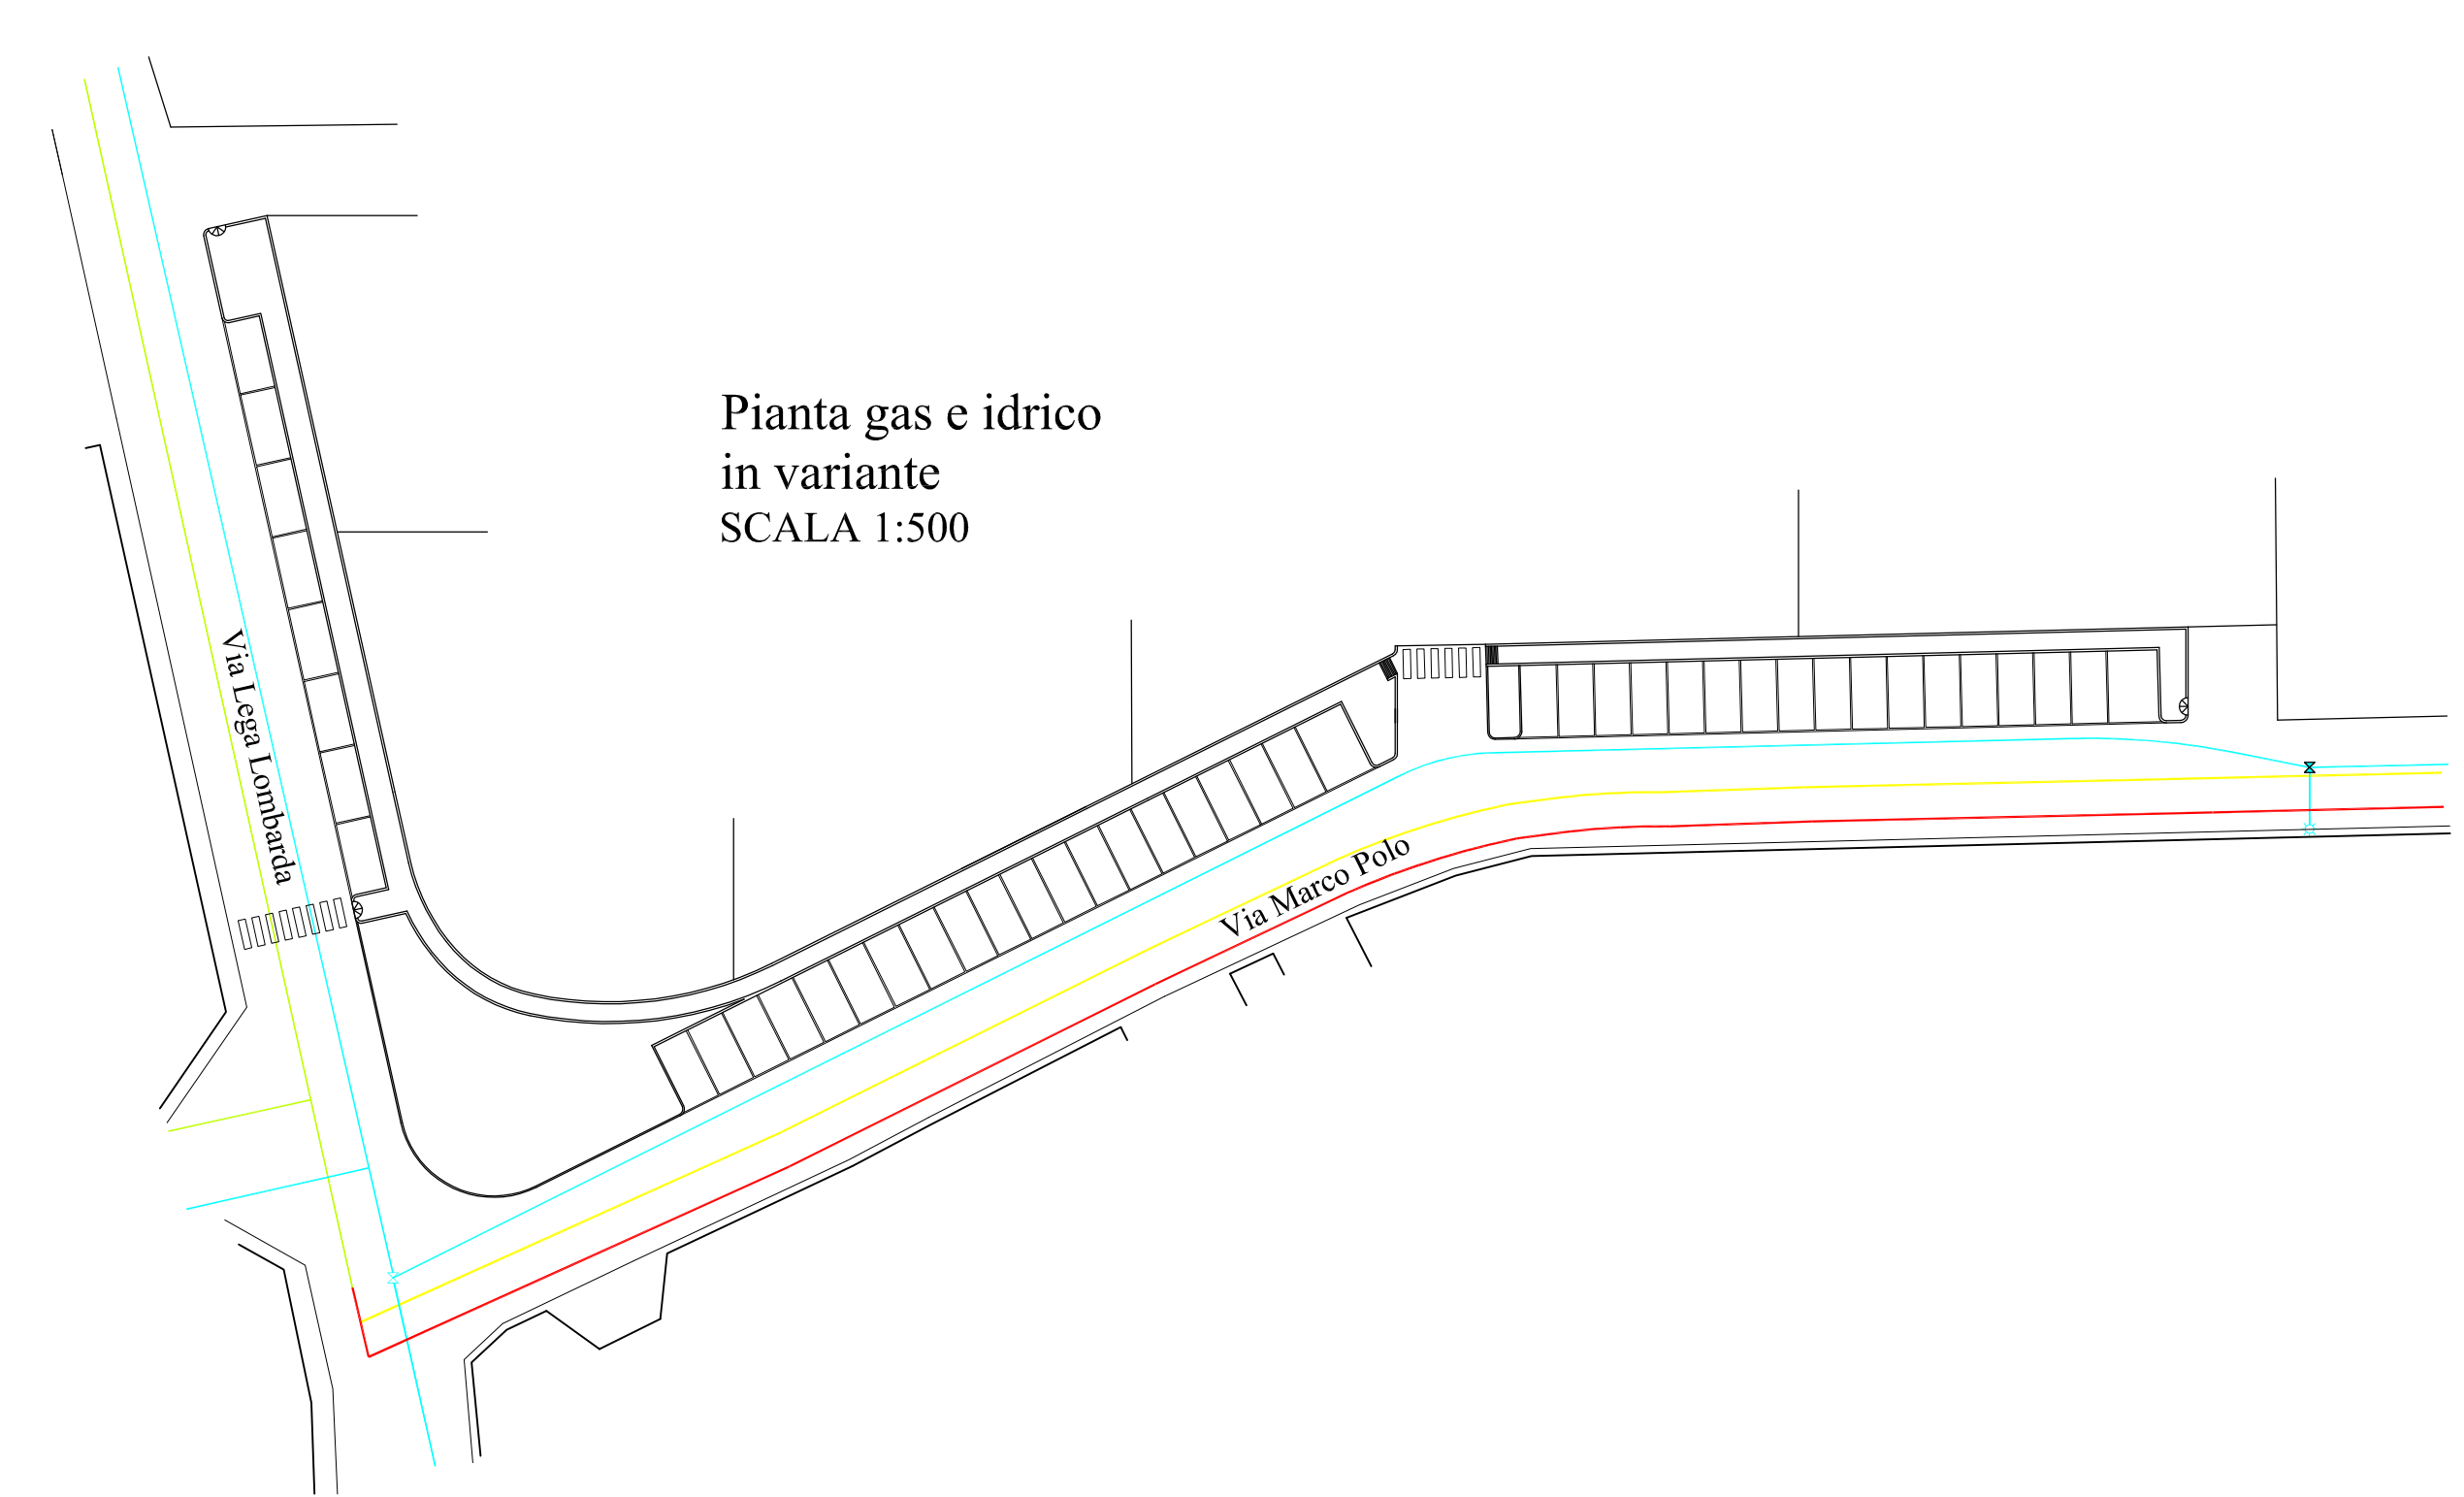 Pianta gas e idrico
in variante
SCALA 1:500
Via Lega Lombarda
Via Marco Polo